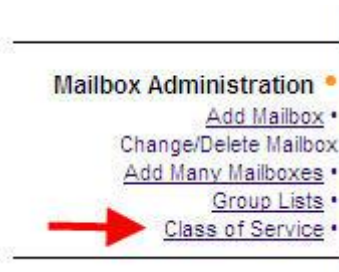 Mailbox Administration •
Add Mailbox •
Change/Delete Mailbox
Add Many Mailboxes •
Group Lists •
Class of Service •